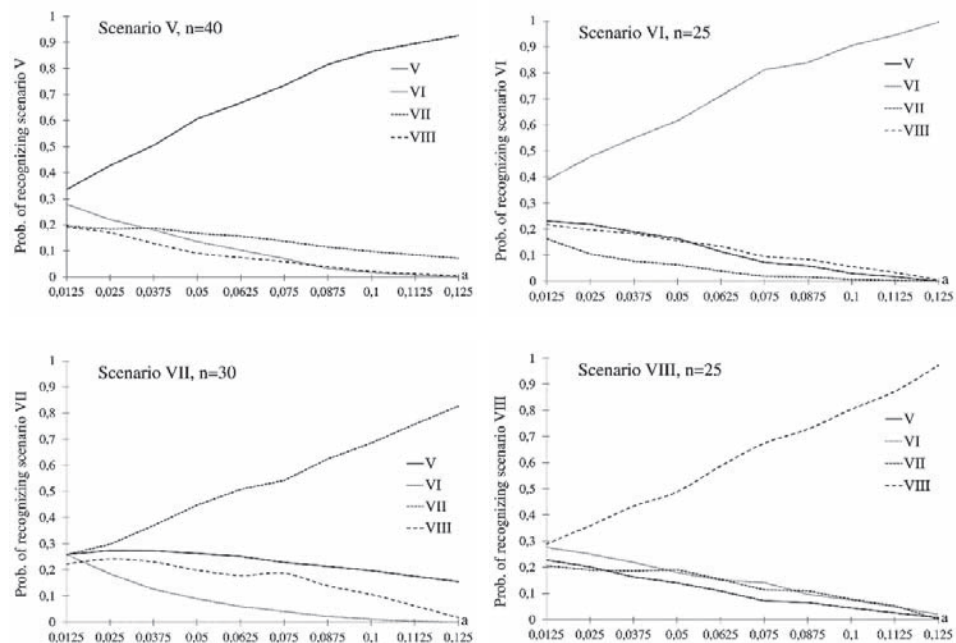 Scenario V, n=40
Prob. of recognizing scenario V
1
0,9
0,8
0,7
0,6
0,5
0,4
0,3
0,2
0,1
0
V
VI
VII
VIII
a
0,0125 0,025 0,0375 0,05 0,0625 0,075 0,0875 0,1 0,1125 0,125
Scenario VI, n=25
Prob. of recognizing scenario VI
1
0,9
0,8
0,7
0,6
0,5
0,4
0,3
0,2
0,1
0
V
VI
VII
VIII
a
0,0125 0,025 0,0375 0,05 0,0625 0,075 0,0875 0,1 0,1125 0,125
Scenario VII, n=30
Prob. of recognizing scenario VII
1
0,9
0,8
0,7
0,6
0,5
0,4
0,3
0,2
0,1
0
V
VI
VII
VIII
a
0,0125 0,025 0,0375 0,05 0,0625 0,075 0,0875 0,1 0,1125 0,125
Scenario VIII, n=25
Prob. of recognizing scenario VIII
1
0,9
0,8
0,7
0,6
0,5
0,4
0,3
0,2
0,1
0
V
VI
VII
VIII
a
0,0125 0,025 0,0375 0,05 0,0625 0,075 0,0875 0,1 0,1125 0,125